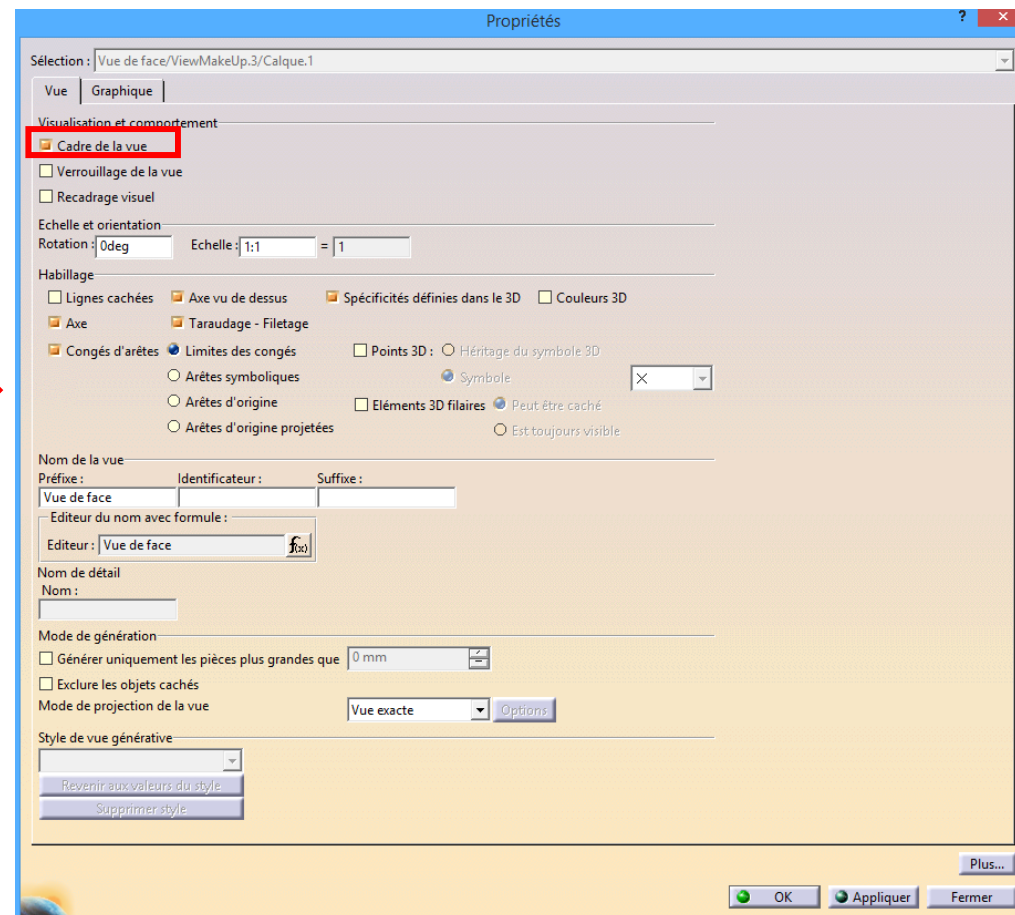 Propriétés ? ×
Sélection : Vue de face/ViewMakeUp.3/Calque.1
Vue Graphique
Visualisation et comportement
Cadre de la vue
Verrouillage de la vue
Recadrage visuel
Echelle et orientation
Rotation : 0deg Echelle : 1:1 = 1
Habillage
Lignes cachées Axe vu de dessus Spécificités définies dans le 3D Couleurs 3D
Axe Taraudage - Filetage
Congés d'arêtes Limites des congés Points 3D : Héritage du symbole 3D
Arêtes symboliques Symbole ×
Arêtes d'origine Eléments 3D filaires Peut être caché
Arêtes d'origine projetées Est toujours visible
Nom de la vue
Préfixe : Identificateur : Suffixe :
Vue de face
Editeur du nom avec formule :
Editeur : Vue de face f(x)
Nom de détail
Nom :
Mode de génération
Générer uniquement les pièces plus grandes que 0 mm
Exclure les objets cachés
Mode de projection de la vue Vue exacte Options
Style de vue générative
Revenir aux valeurs du style
Supprimer style
Plus...
OK Appliquer Fermer